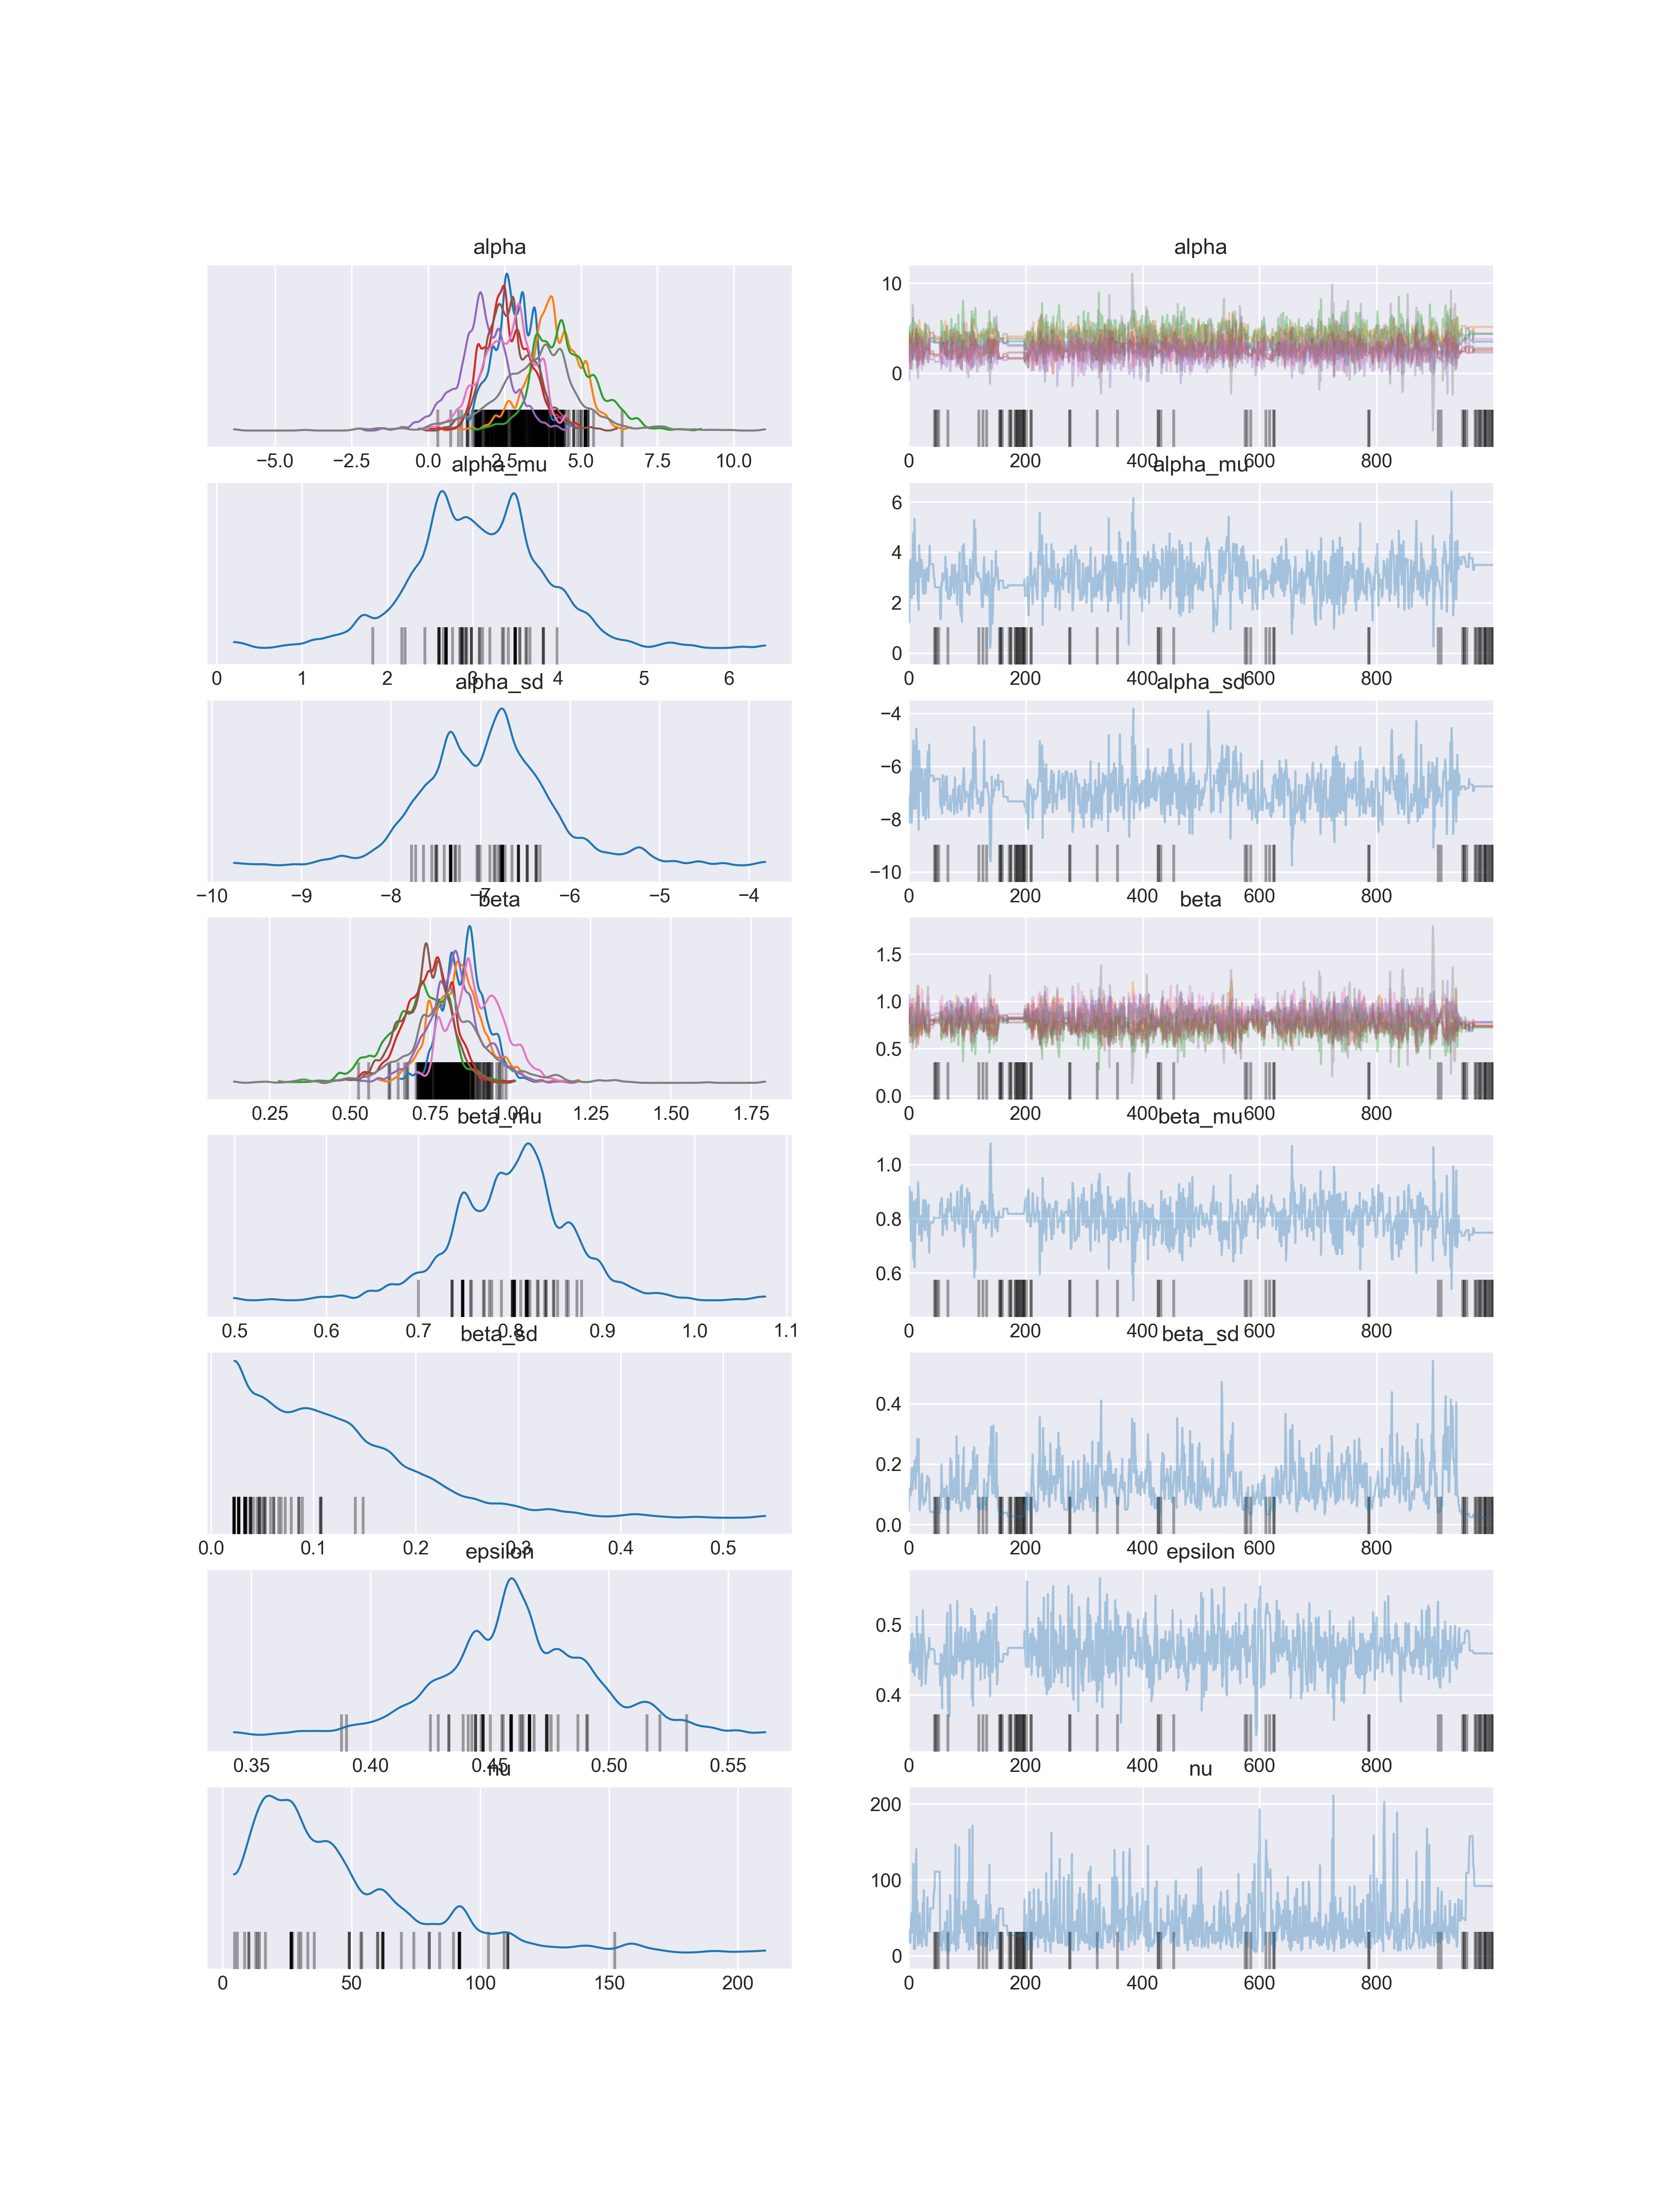 alpha alpha
10
0
−5.0 −2.5 0.0 2.5 5.0 7.5 10.0 0 200 400 600 800
alpha_mu alpha_mu
6
4
2
0
0 1 2 3 4 5 6 0 200 400 600 800
alpha_sd alpha_sd
−4
−6
−8
−10
−10 −9 −8 −7 −6 −5 −4 0 200 400 600 800
beta beta
1.5
1.0
0.5
0.0
0.25 0.50 0.75 1.00 1.25 1.50 1.75 0 200 400 600 800
beta_mu beta_mu
1.0
0.8
0.6
0.5 0.6 0.7 0.8 0.9 1.0 1.1 0 200 400 600 800
beta_sd beta_sd
0.4
0.2
0.0
0.0 0.1 0.2 0.3 0.4 0.5 0 200 400 600 800
epsilon epsilon
0.5
0.4
0.35 0.40 0.45 0.50 0.55 0 200 400 600 800
nu nu
200
100
0
0 50 100 150 200 0 200 400 600 800